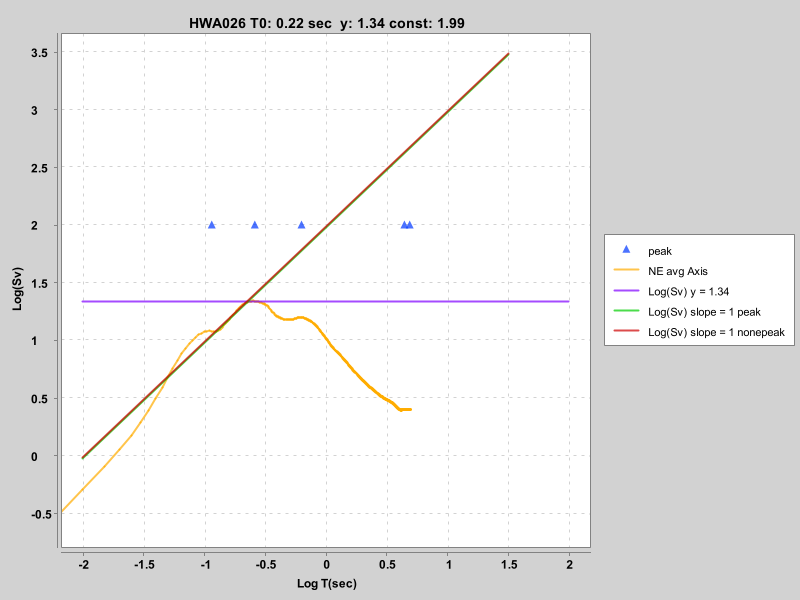 HWA026 T0: 0.22 sec  y: 1.34 const: 1.99
3.5
3
2.5
2
1.5
1
0.5
0
-0.5
Log(Sv)
-2 -1.5 -1 -0.5 0 0.5 1 1.5 2
Log T(sec)
peak
NE avg Axis
Log(Sv) y = 1.34
Log(Sv) slope = 1 peak
Log(Sv) slope = 1 nonepeak